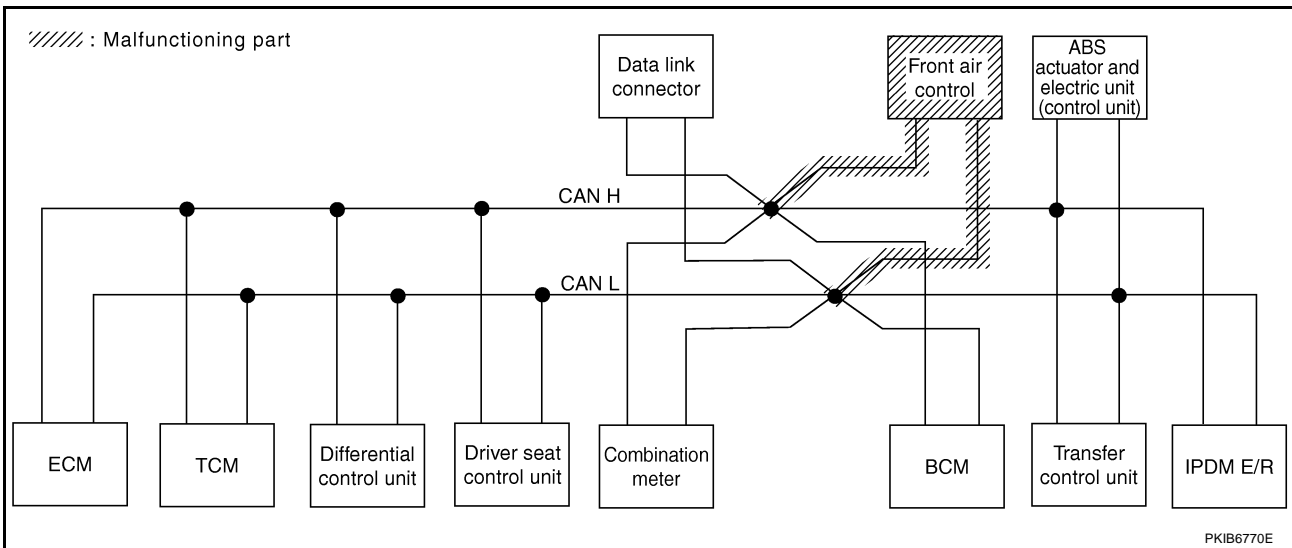 : Malfunctioning part
Data link
connector
Front air
control
ABS
actuator and
electric unit
(control unit)
CAN H
CAN L
ECM
TCM
Differential
control unit
Driver seat
control unit
Combination
meter
BCM
Transfer
control unit
IPDM E/R
PKIB6770E